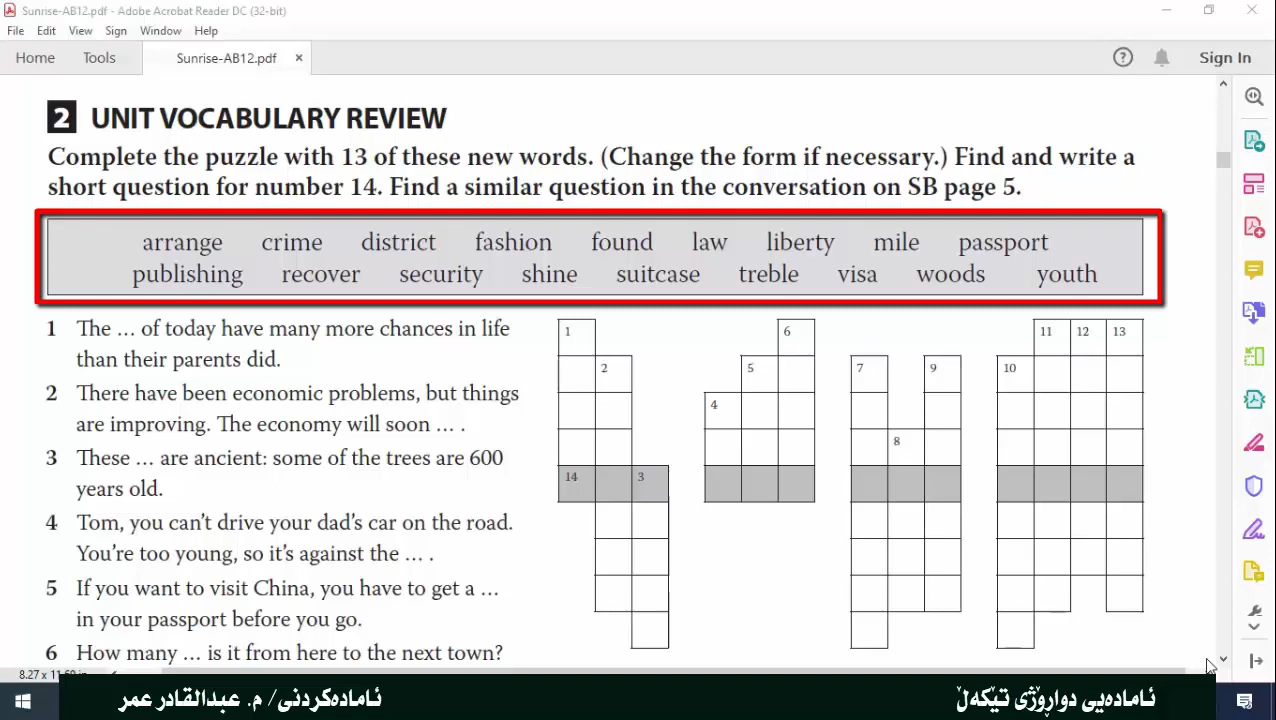 Sunrise-AB12.pdf - Adobe Acrobat Reader DC (32-bit)
File Edit View Sign Window Help
Home Tools Sunrise-AB12.pdf × Sign In
2 UNIT VOCABULARY REVIEW
Complete the puzzle with 13 of these new words. (Change the form if necessary.) Find and write a
short question for number 14. Find a similar question in the conversation on SB page 5.
arrange crime district fashion found law liberty mile passport
publishing recover security shine suitcase treble visa woods youth
1 The ... of today have many more chances in life
than their parents did.
2 There have been economic problems, but things
are improving. The economy will soon ... .
3 These ... are ancient: some of the trees are 600
years old.
4 Tom, you can't drive your dad's car on the road.
You're too young, so it's against the ... .
5 If you want to visit China, you have to get a ...
in your passport before you go.
6 How many ... is it from here to the next town?
1 6 11 12 13
2 5 7 9 10
4
8
14 3
ئامادەکردنی/ م. عبدالقادر عمر
ئامادەیی دواڕۆژی تێکەڵ